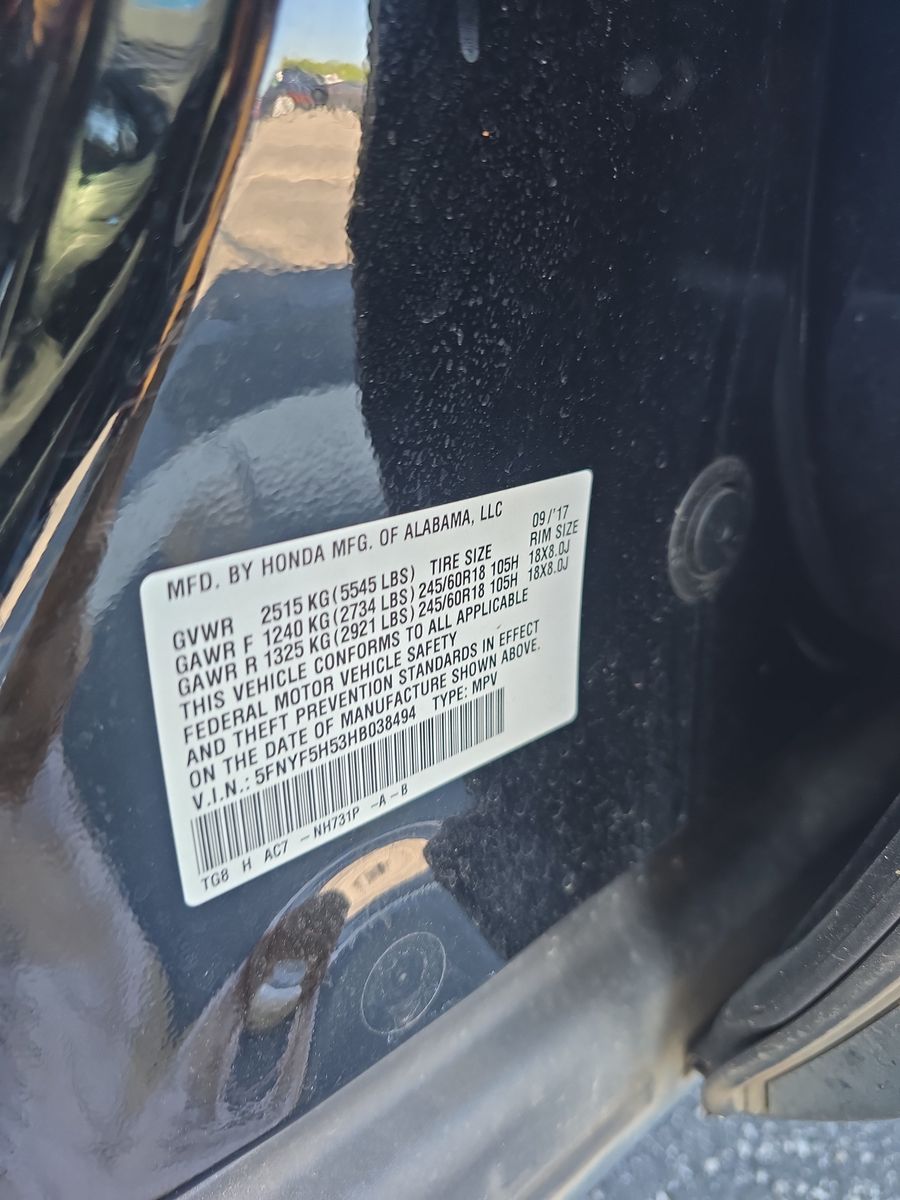 MFD. BY HONDA MFG. OF ALABAMA, LLC 09/'17
GVWR 2515 KG (5545 LBS) TIRE SIZE RIM SIZE
GAWR F 1240 KG (2734 LBS) 245/60R18 105H 18X8.0J
GAWR R 1325 KG (2921 LBS) 245/60R18 105H 18X8.0J
THIS VEHICLE CONFORMS TO ALL APPLICABLE
FEDERAL MOTOR VEHICLE SAFETY
AND THEFT PREVENTION STANDARDS IN EFFECT
ON THE DATE OF MANUFACTURE SHOWN ABOVE.
V.I.N.: 5FNYF5H53HB038494 TYPE: MPV
TG8 H AC7 -NH731P -A-B